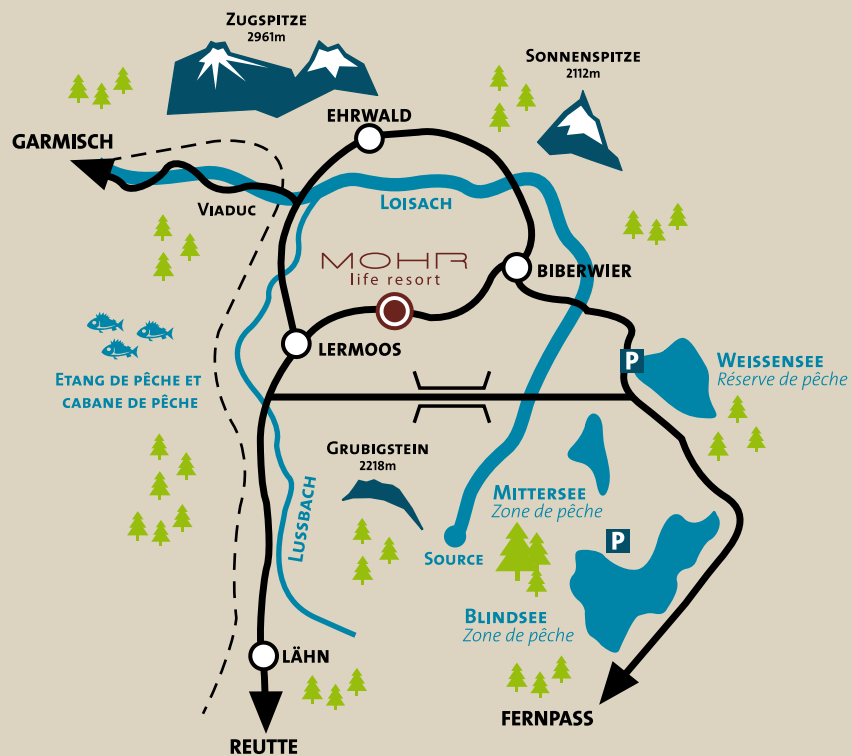 ZUGSPITZE
2961m
SONNENSPITZE
2112m
EHRWALD
GARMISCH
VIADUC
LOISACH
MOHR
life resort
BIBERWIER
LERMOOS
P
WEISSENSEE
Réserve de pêche
ETANG DE PÊCHE ET
CABANE DE PÊCHE
GRUBIGSTEIN
2218m
MITTERSEE
Zone de pêche
LUSSBACH
P
SOURCE
BLINDSEE
Zone de pêche
LÄHN
FERNPASS
REUTTE